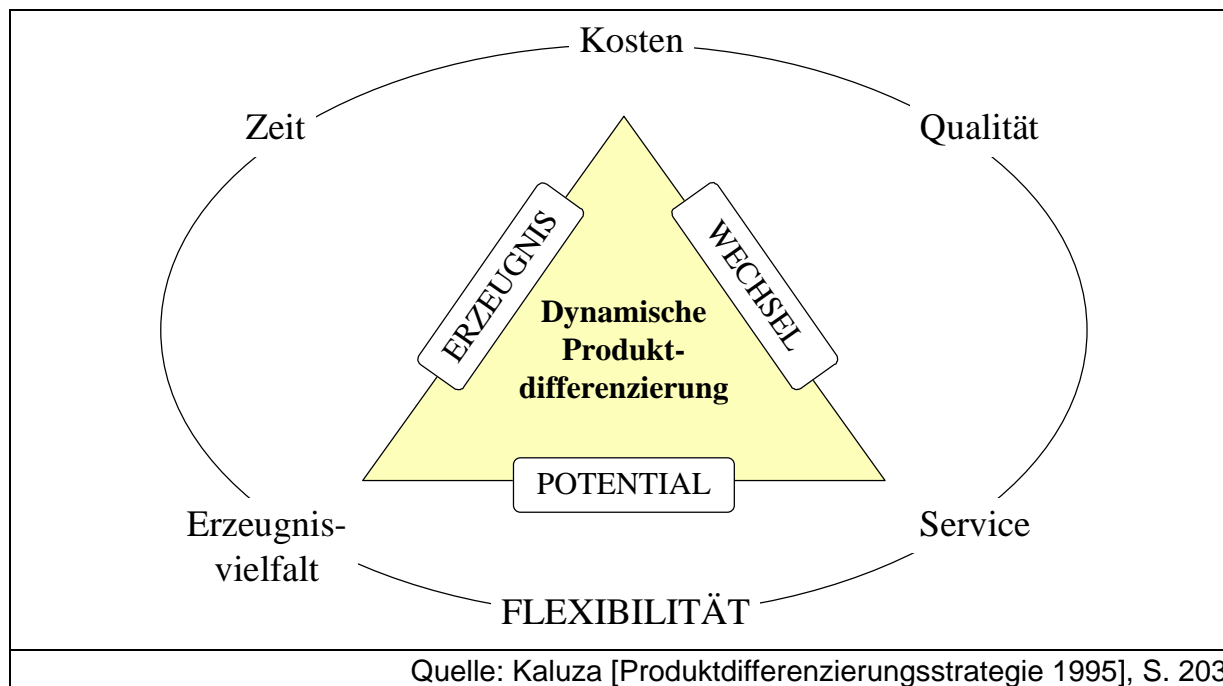 Kosten
Zeit
Qualität
ERZEUGNIS
WECHSEL
Dynamische
Produkt-
differenzierung
POTENTIAL
Erzeugnis-
vielfalt
Service
FLEXIBILITÄT
Quelle: Kaluza [Produktdifferenzierungsstrategie 1995], S. 203